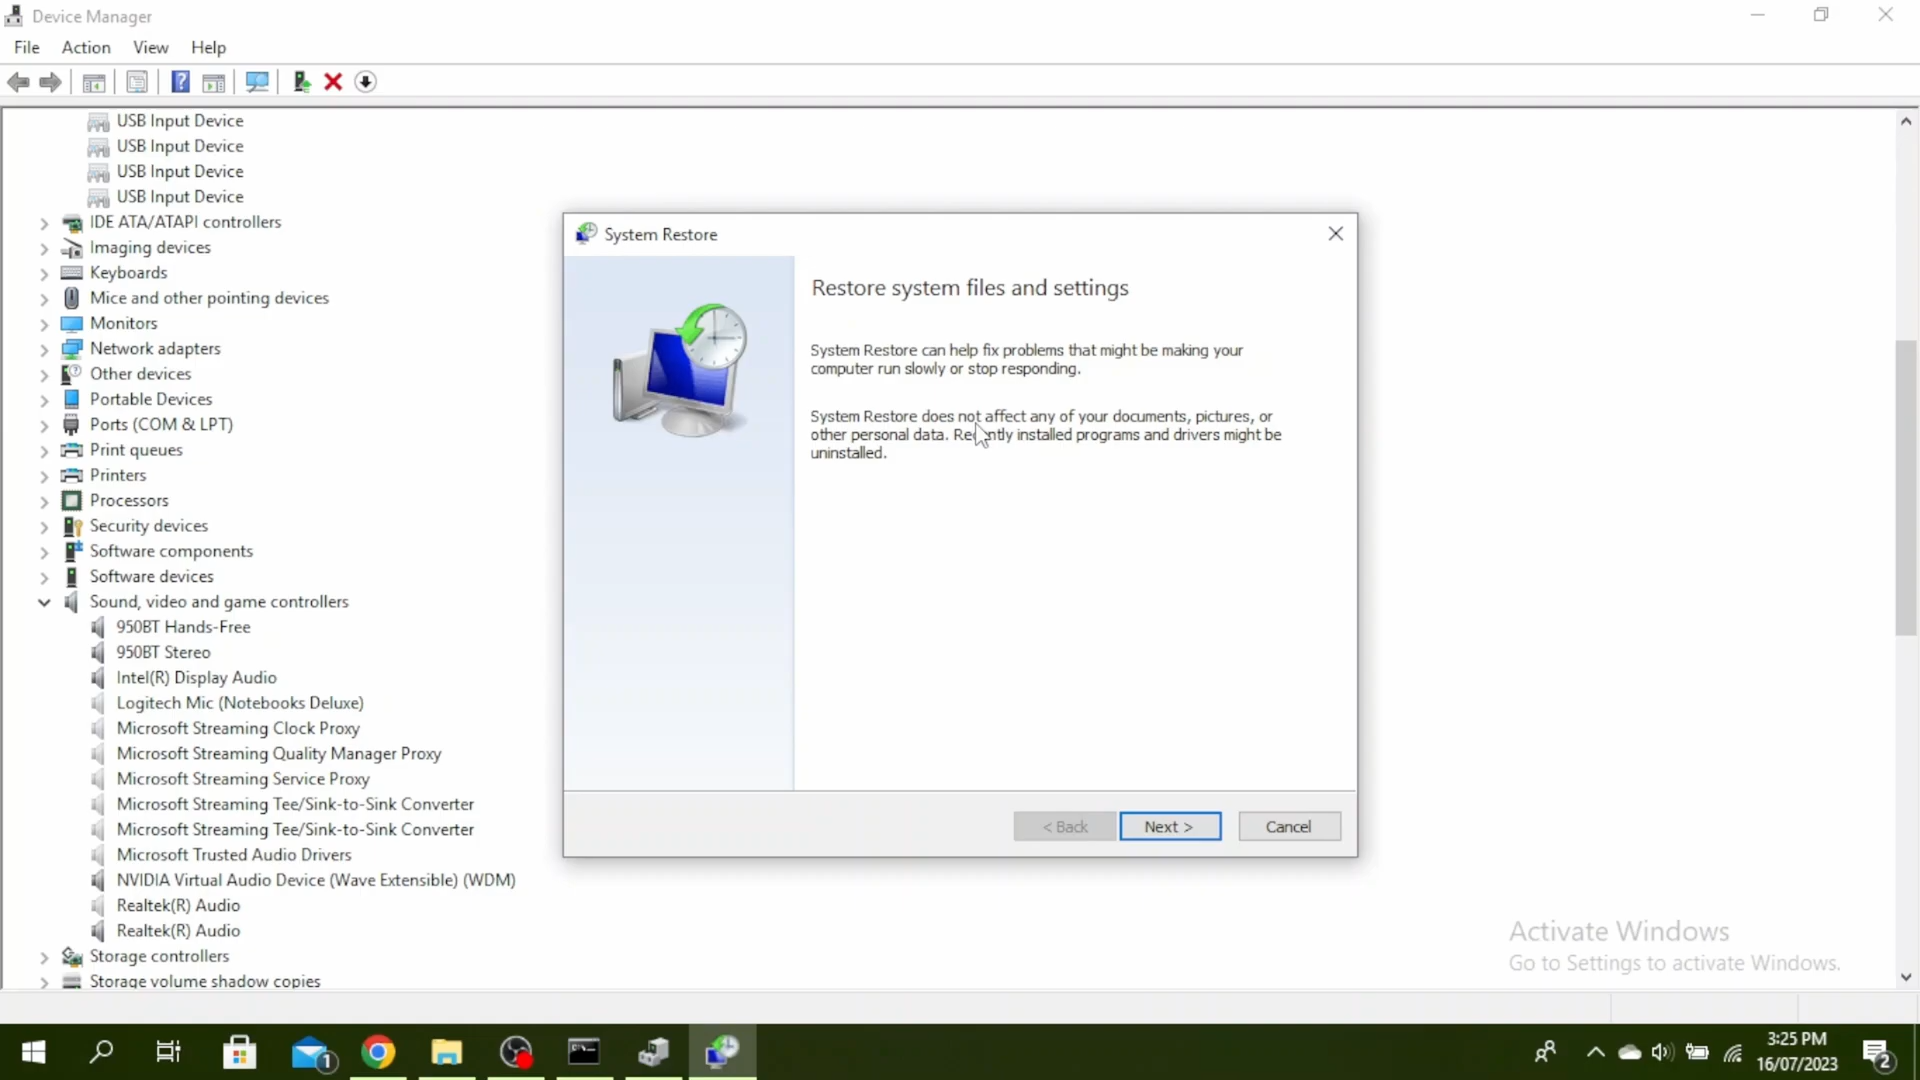 Device Manager
File Action View Help
USB Input Device
USB Input Device
USB Input Device
USB Input Device
IDE ATA/ATAPI controllers
Imaging devices
Keyboards
Mice and other pointing devices
Monitors
Network adapters
Other devices
Portable Devices
Ports (COM & LPT)
Print queues
Printers
Processors
Security devices
Software components
Software devices
Sound, video and game controllers
950BT Hands-Free
950BT Stereo
Intel(R) Display Audio
Logitech Mic (Notebooks Deluxe)
Microsoft Streaming Clock Proxy
Microsoft Streaming Quality Manager Proxy
Microsoft Streaming Service Proxy
Microsoft Streaming Tee/Sink-to-Sink Converter
Microsoft Streaming Tee/Sink-to-Sink Converter
Microsoft Trusted Audio Drivers
NVIDIA Virtual Audio Device (Wave Extensible) (WDM)
Realtek(R) Audio
Realtek(R) Audio
Storage controllers
Storage volume shadow copies
System Restore
Restore system files and settings
System Restore can help fix problems that might be making your
computer run slowly or stop responding.
System Restore does not affect any of your documents, pictures, or
other personal data. Recently installed programs and drivers might be
uninstalled.
< Back Next > Cancel
Activate Windows
Go to Settings to activate Windows.
1
3:25 PM
16/07/2023
2